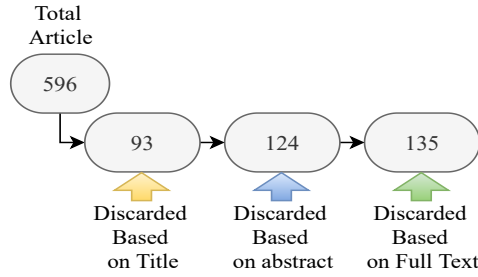 Total
Article
596
93
124
135
Discarded
Based
on Title
Discarded
Based
on abstract
Discarded
Based
on Full Text